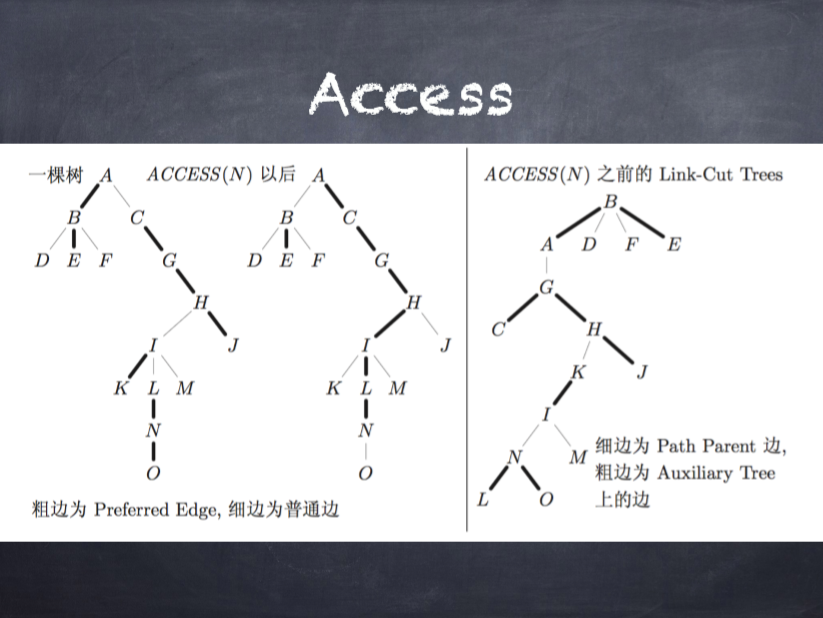 Access
一棵树 A ACCESS(N) 以后 A
B C B C
D E F G D E F G
H H
I J I J
K L M K L M
N N
O O
粗边为 Preferred Edge, 细边为普通边
ACCESS(N) 之前的 Link-Cut Trees
B
A D F E
G
C H
K J
I
N M
L O
细边为 Path Parent 边,
粗边为 Auxiliary Tree
上的边